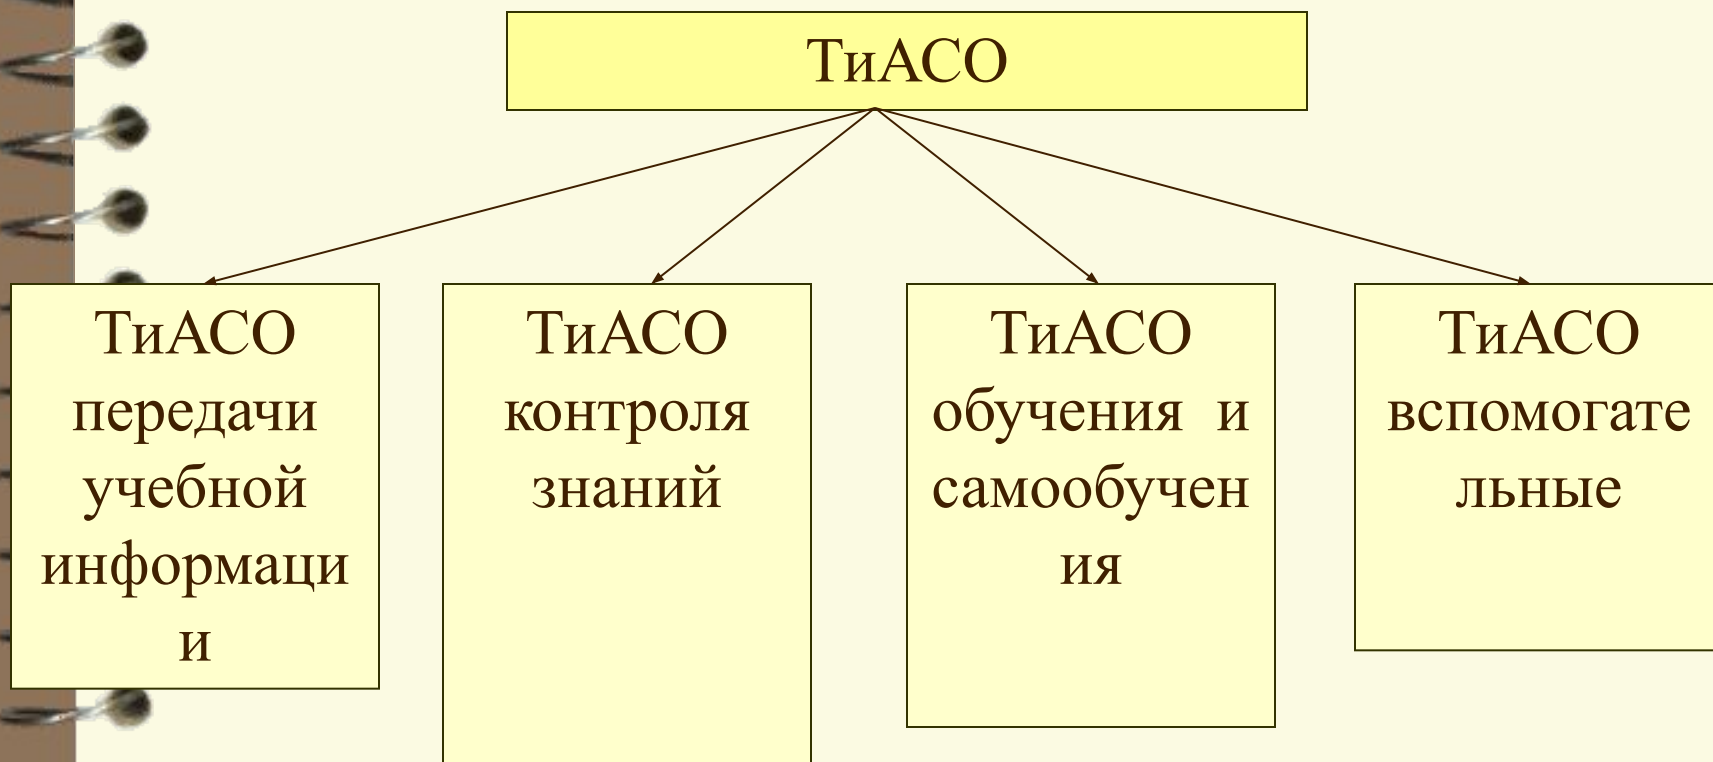 ТиАСО
ТиАСО
передачи
учебной
информаци
и
ТиАСО
контроля
знаний
ТиАСО
обучения и
самообучен
ия
ТиАСО
вспомогате
льные